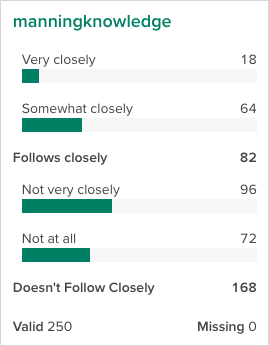 manningknowledge
Very closely 18
Somewhat closely 64
Follows closely 82
Not very closely 96
Not at all 72
Doesn't Follow Closely 168
Valid 250 Missing 0